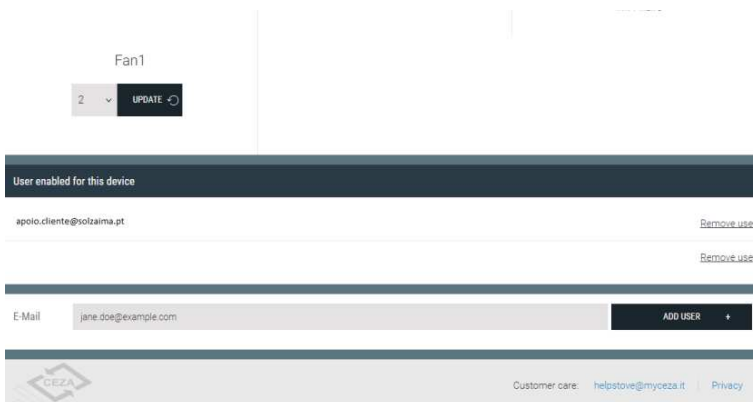 Fan1
2 UPDATE
User enabled for this device
apoio.cliente@solzaima.pt Remove use
Remove use
E-Mail jane.doe@example.com ADD USER +
CEZA Customer care: helpstove@myceza.it Privacy